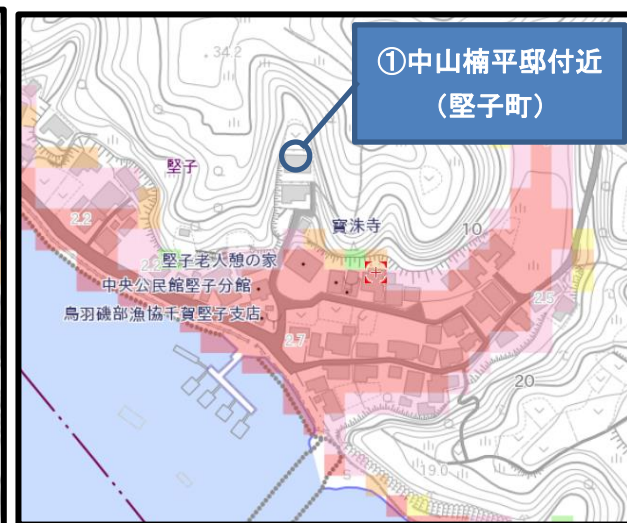 ①中山楠平邸付近
（堅子町）
34.2
堅子
寳洙寺
10
2.2
堅子老人憩の家
中央公民館堅子分館
2.5
鳥羽磯部漁協千賀堅子支店
2.7
20
19.0